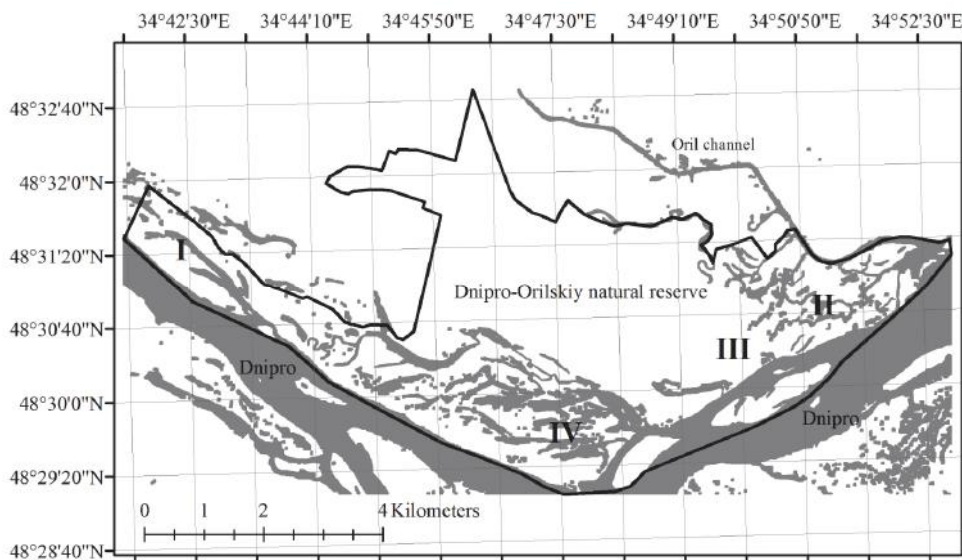 34°42'30"E 34°44'10"E 34°45'50"E 34°47'30"E 34°49'10"E 34°50'50"E 34°52'30"E
48°32'40"N
Oril channel
48°32'0"N
I
48°31'20"N
Dnipro-Orilskiy natural reserve
II
48°30'40"N
III
Dnipro
48°30'0"N
IV
Dnipro
48°29'20"N
0 1 2 4 Kilometers
48°28'40"N